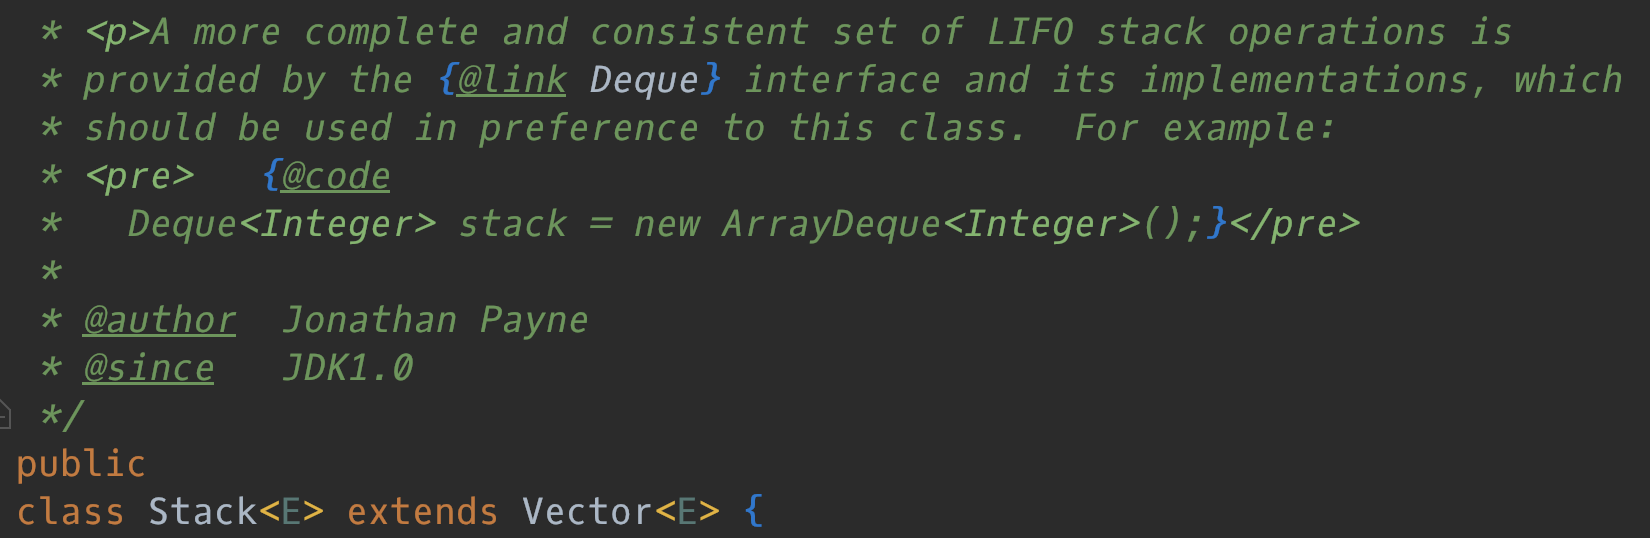 * <p>A more complete and consistent set of LIFO stack operations is
* provided by the {@link Deque} interface and its implementations, which
* should be used in preference to this class.  For example:
* <pre>   {@code
*   Deque<Integer> stack = new ArrayDeque<Integer>();}</pre>
*
* @author  Jonathan Payne
* @since   JDK1.0
*/
public
class Stack<E> extends Vector<E> {